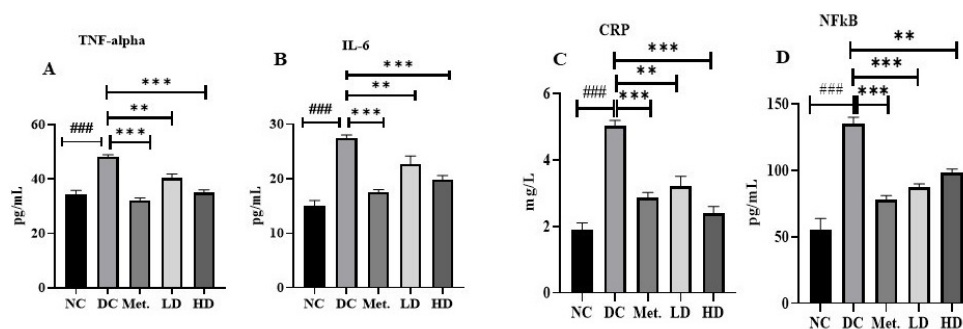 TNF-alpha
A
***
**
###
***
60
40
20
0
pg/mL
NC DC Met. LD HD
IL-6
B
***
**
###
***
30
20
10
0
pg/mL
NC DC Met. LD HD
CRP
C
***
**
###
***
6
4
2
0
mg/L
NC DC Met. LD HD
NFkB
D
**
***
###
***
150
100
50
0
pg/mL
NC DC Met. LD HD